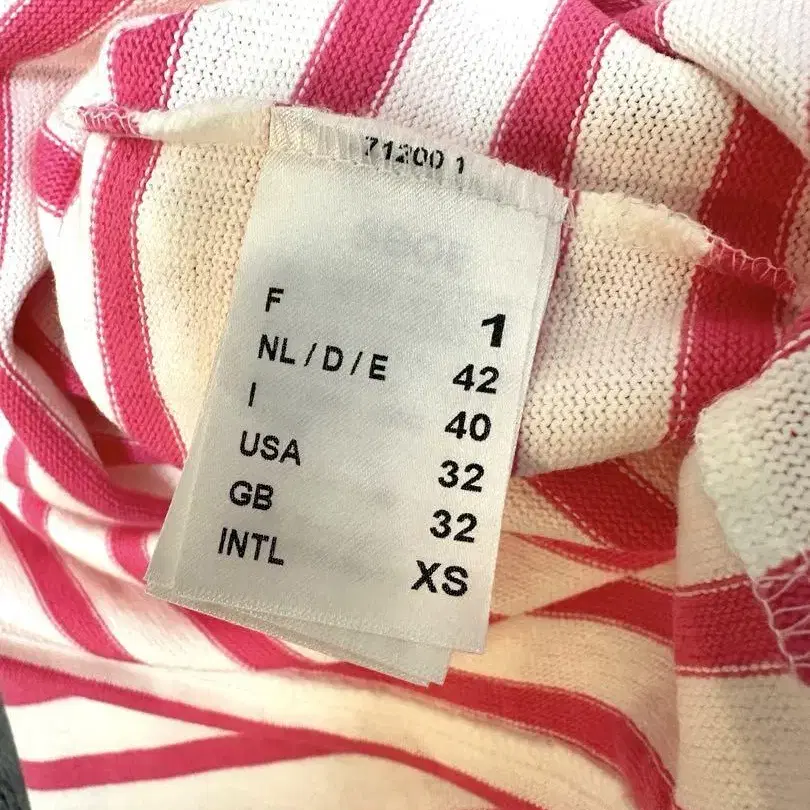 71200 1
F 1
NL / D / E 42
I 40
USA 32
GB 32
INTL XS